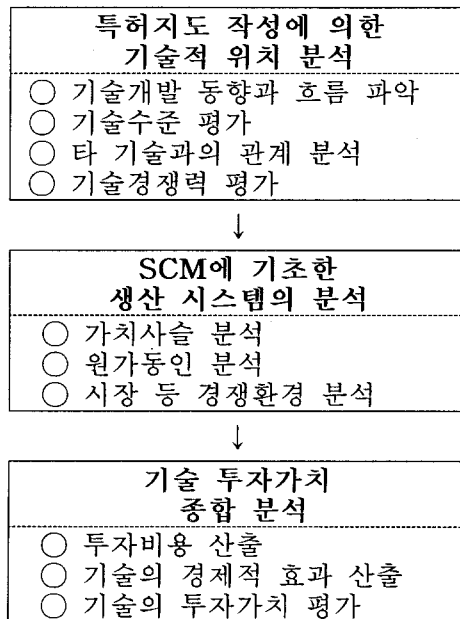 특허지도 작성에 의한
기술적 위치 분석
○ 기술개발 동향과 흐름 파악
○ 기술수준 평가
○ 타 기술과의 관계 분석
○ 기술경쟁력 평가
↓
SCM에 기초한
생산 시스템의 분석
○ 가치사슬 분석
○ 원가동인 분석
○ 시장 등 경쟁환경 분석
↓
기술 투자가치
종합 분석
○ 투자비용 산출
○ 기술의 경제적 효과 산출
○ 기술의 투자가치 평가